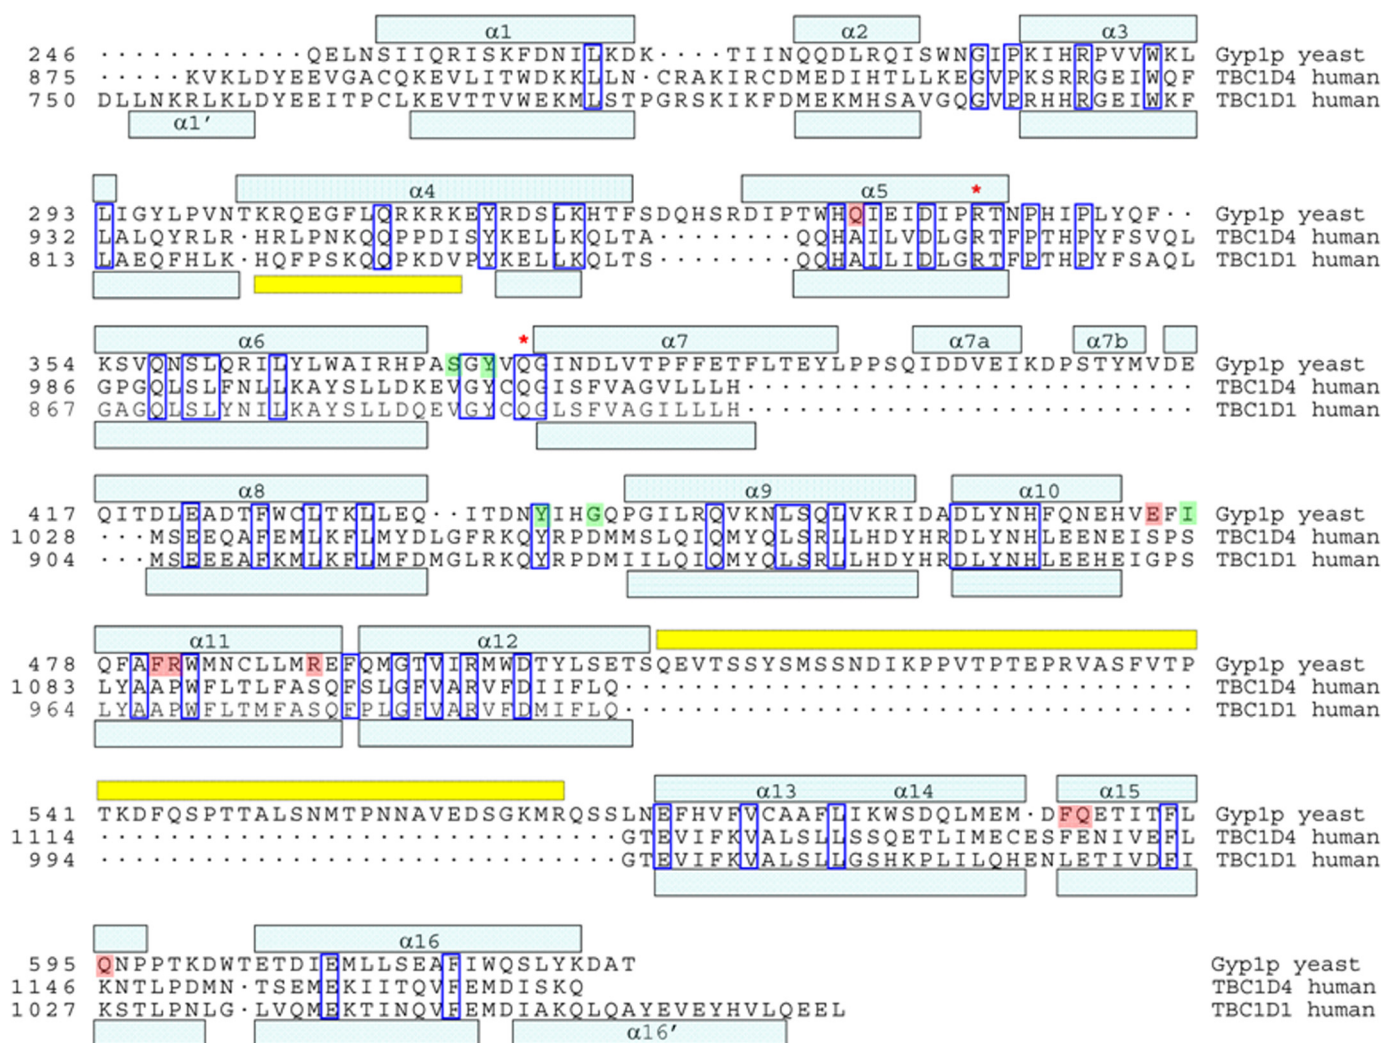 α1 α2 α3
246 ············QELNSIIQRISKFDNILKDK····TIINQQDLRQISWNGIPKIHRPVVWKL Gyp1p yeast
875 ·····KVKLDYEEVGACQKEVLITWDKKLLN·CRAKIRCDMEDIHTLLKEGVPKSRRGEIWQF TBC1D4 human
750 DLLNKRLKLDYEEITPCLKEVTTVWEKMLSTPGRSKIKFDMEKMHSAVGQGVPRHHRGEIWKF TBC1D1 human
α1′
α4 α5 *
293 LIGYLPVNTKRQEGFLQRKRKEYRDSLKHTFSDQHSRDIPTWHQIEIDIPRTNPHIPLYQF·· Gyp1p yeast
932 LALQYRLR·HRLPNKQQPPDISYKELLKQLTA········QQHAILVDLGRTFPTHPYFSVQL TBC1D4 human
813 LAEQFHLK·HQFPSKQQPKDVPYKELLKQLTS········QQHAILIDLGRTFPTHPYFSAQL TBC1D1 human
α6 * α7 α7a α7b
354 KSVQNSLQRILYLWAIRHPASGYVQGINDLVTPFFETFLTEYLPPSQIDDVEIKDPSTYMVDE Gyp1p yeast
986 GPGQLSLFNLLKAYSLLDKEVGYCQGISFVAGVLLLH·························· TBC1D4 human
867 GAGQLSLYNILKAYSLLDQEVGYCQGLSFVAGILLLH·························· TBC1D1 human
α8 α9 α10
417 QITDLEADTFWCLTKLLEQ··ITDNYIHGQPGILRQVKNLSQLVKRIDADLYNHFQNEHVEFI Gyp1p yeast
1028 ···MSEEQAFEMLKFLMYDLGFRKQYRPDMMSLQIQMYQLSRLLHDYHRDLYNHLEENEISPS TBC1D4 human
904 ···MSEEEAFKMLKFLMFDMGLRKQYRPDMIILQIQMYQLSRLLHDYHRDLYNHLEEHEIGPS TBC1D1 human
α11 α12
478 QFAFRWMNCLLMREFQMGTVIRMWDTYLSETSQEVTSSYSMSSNDIKPPVTPTEPRVASFVTP Gyp1p yeast
1083 LYAAPWFLTLFASQFSLGFVARVFDIIFLQ································· TBC1D4 human
964 LYAAPWFLTMFASQFPLGFVARVFDMIFLQ································· TBC1D1 human
α13 α14 α15
541 TKDFQSPTTALSNMTPNNAVEDSGKMRQSSLNEFHVFVCAAFLIKWSDQLMEM·DFQETITFL Gyp1p yeast
1114 ······························GTEVIFKVALSLLSSQETLIMECESFENIVEFL TBC1D4 human
994 ······························GTEVIFKVALSLLGSHKPLILQHENLETIVDFI TBC1D1 human
α16
595 QNPPTKDWTETDIEMLLSEAFIWQSLYKDAT Gyp1p yeast
1146 KNTLPDMN·TSEMEKIITQVFEMDISKQ TBC1D4 human
1027 KSTLPNLG·LVQMEKTINQVFEMDIAKQLQAYEVEYHVLQEEL TBC1D1 human
α16′